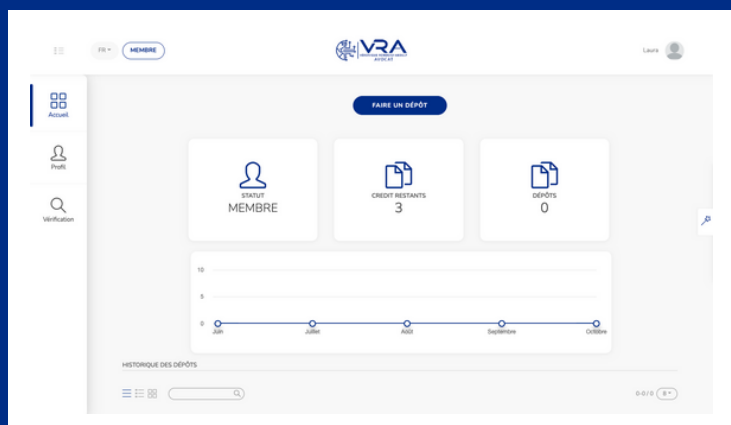 FR
MEMBRE
VRA
AVOCAT
Laura
Accueil
Profil
Vérification
FAIRE UN DÉPÔT
STATUT
MEMBRE
CREDIT RESTANTS
3
DÉPÔTS
0
10
5
0
Juin
Juillet
Août
Septembre
Octobre
HISTORIQUE DES DÉPÔTS
0-0 / 0
8